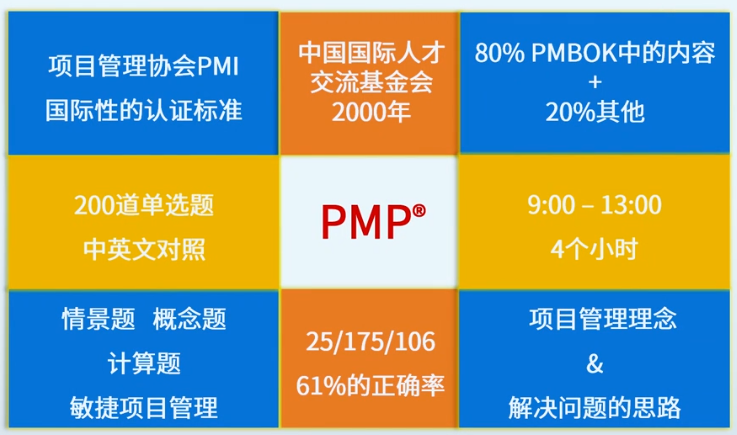 项目管理协会PMI
国际性的认证标准
中国国际人才
交流基金会
2000年
80% PMBOK中的内容
+
20%其他
200道单选题
中英文对照
PMP®
9:00 – 13:00
4个小时
情景题 概念题
计算题
敏捷项目管理
25/175/106
61%的正确率
项目管理理念
&
解决问题的思路